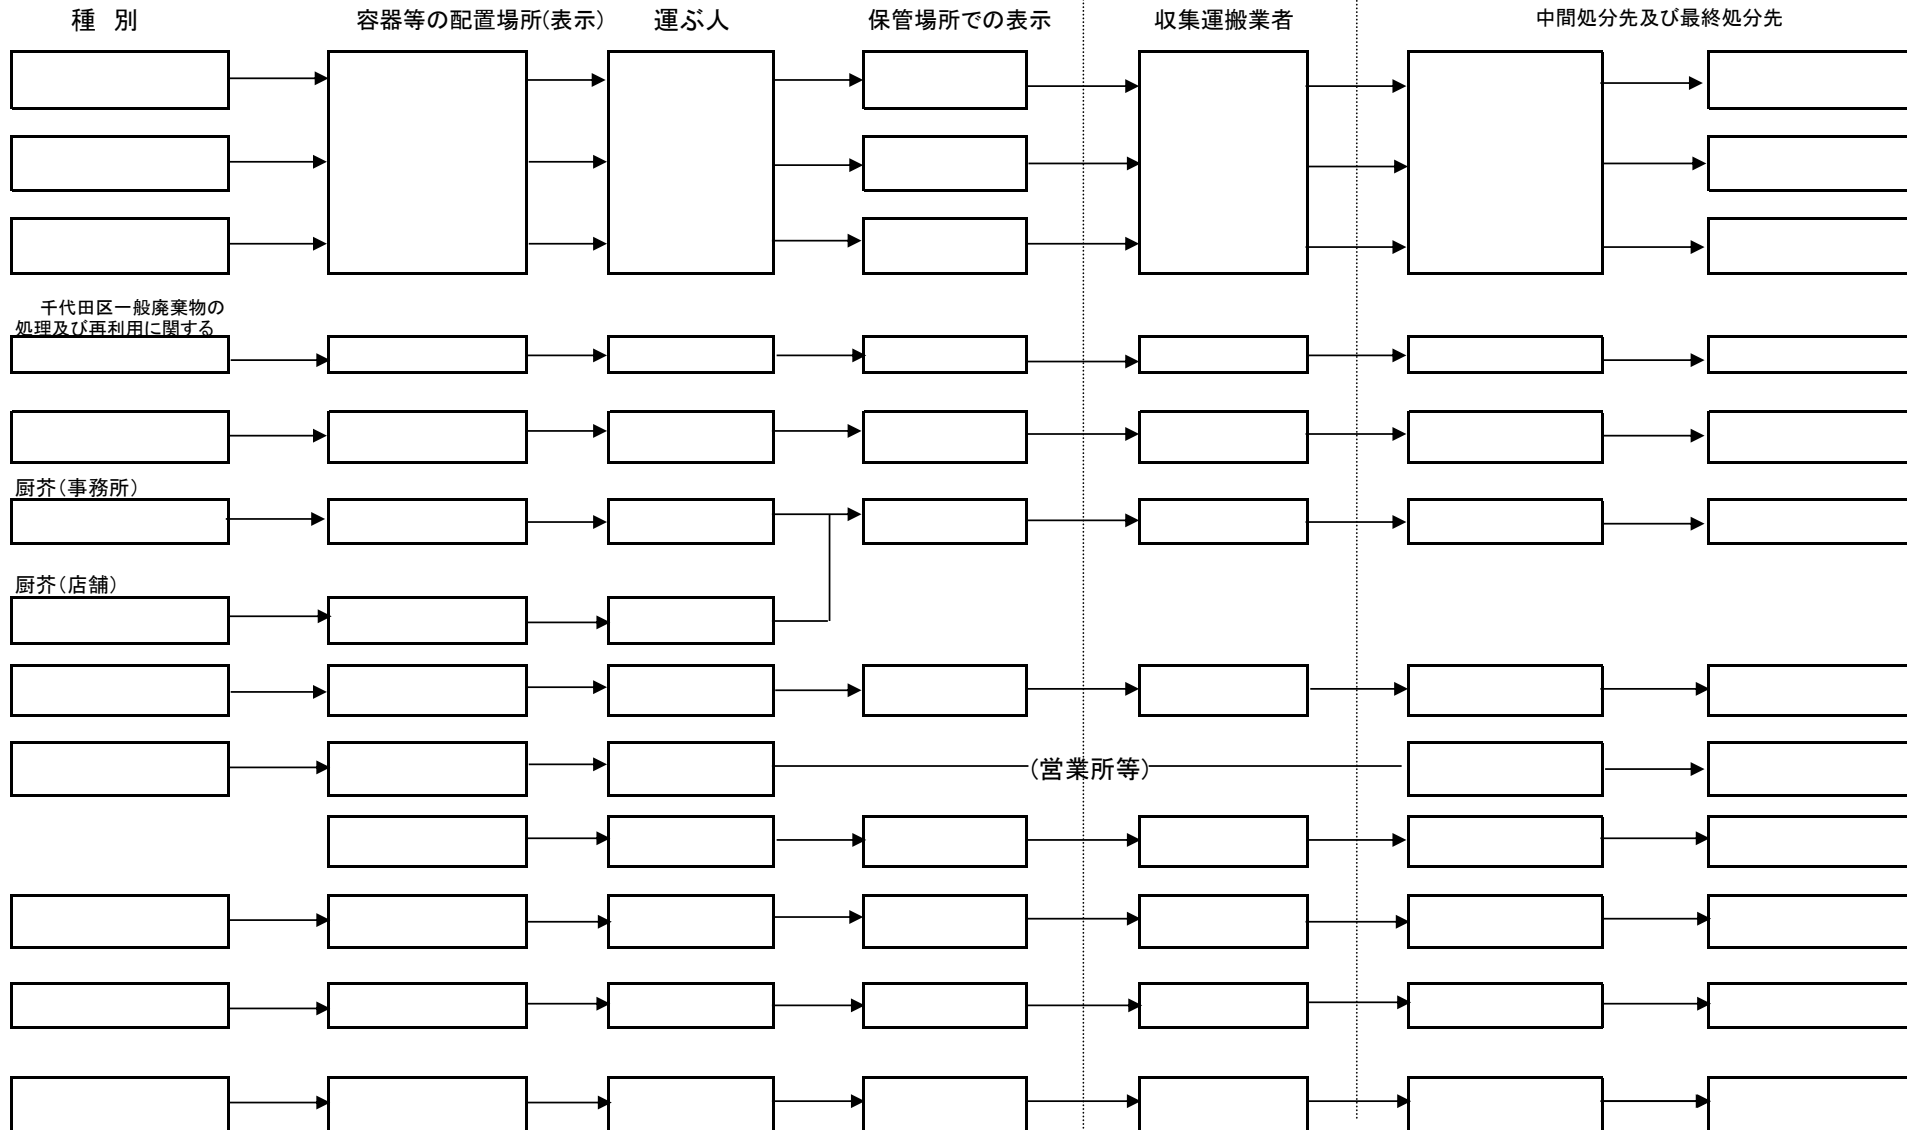 種 別
容器等の配置場所(表示)
運ぶ人
保管場所での表示
収集運搬業者
中間処分先及び最終処分先
千代田区一般廃棄物の
処理及び再利用に関する
厨芥(事務所)
厨芥(店舗)
(営業所等)